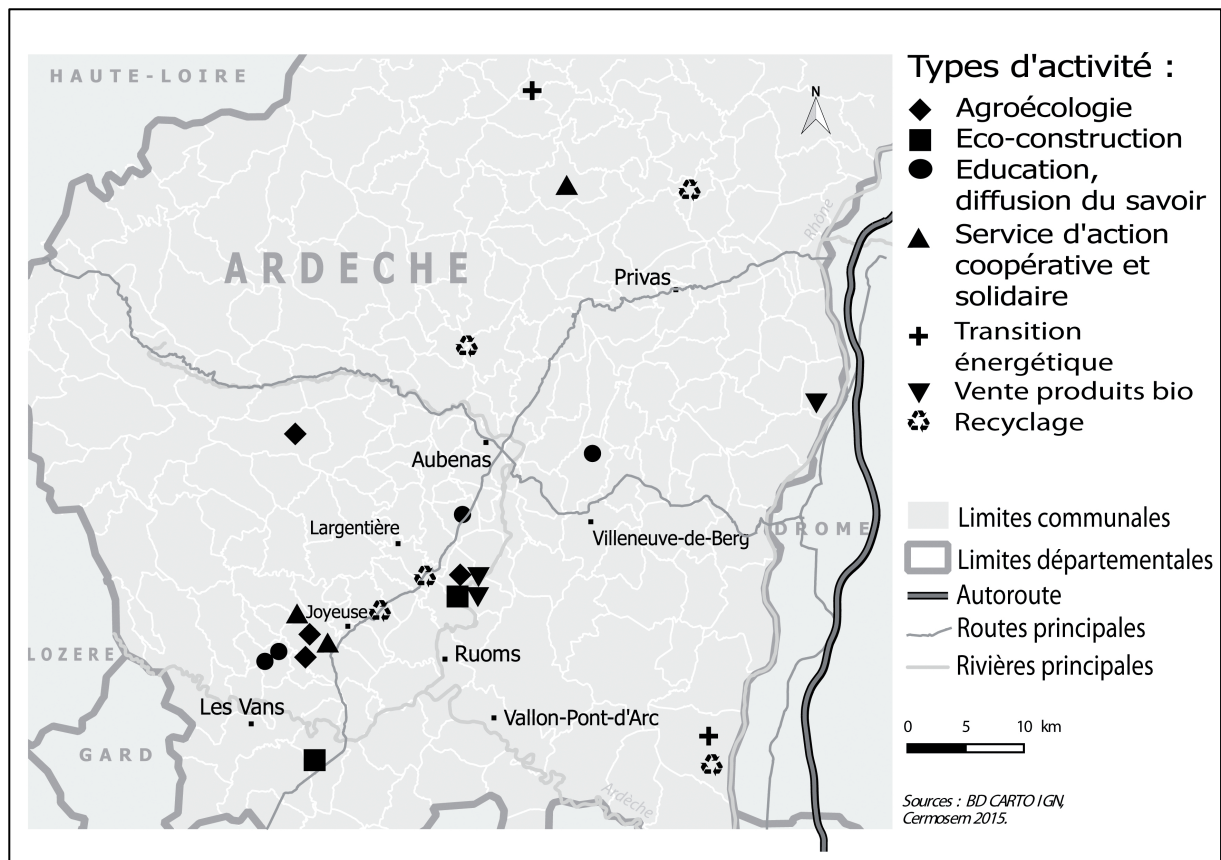 HAUTE-LOIRE
N
Rhône
ARDECHE
Privas
Aubenas
Largentière
Villeneuve-de-Berg
DROME
Joyeuse
LOZERE
Ruoms
Les Vans
Vallon-Pont-d'Arc
GARD
Ardèche
Types d'activité :
Agroécologie
Eco-construction
Education,
diffusion du savoir
Service d'action
coopérative et
solidaire
Transition
énergétique
Vente produits bio
Recyclage
Limites communales
Limites départementales
Autoroute
Routes principales
Rivières principales
0 5 10 km
Sources : BD CARTO IGN,
Cermosem 2015.